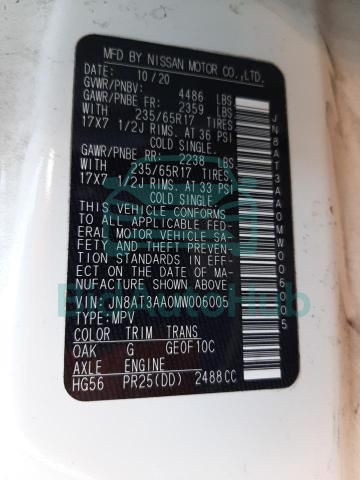 MFD BY NISSAN MOTOR CO.,LTD.
DATE: 10/20
GVWR/PNBV: 4486 LBS
GAWR/PNBE FR: 2359 LBS
WITH 235/65R17 TIRES
17X7 1/2J RIMS. AT 36 PSI
COLD SINGLE.
GAWR/PNBE RR: 2238 LBS
WITH 235/65R17 TIRES
17X7 1/2J RIMS. AT 33 PSI
COLD SINGLE.
THIS VEHICLE CONFORMS
TO ALL APPLICABLE FED-
ERAL MOTOR VEHICLE SA-
FETY AND THEFT PREVEN-
TION STANDARDS IN EFF-
ECT ON THE DATE OF MA-
NUFACTURE SHOWN ABOVE.
VIN: JN8AT3AA0MW006005
TYPE: MPV
COLOR TRIM TRANS
QAK G GE0F10C
AXLE ENGINE
HG56 PR25(DD) 2488CC
JN8AT3AA0MW006005
BidAutoHub